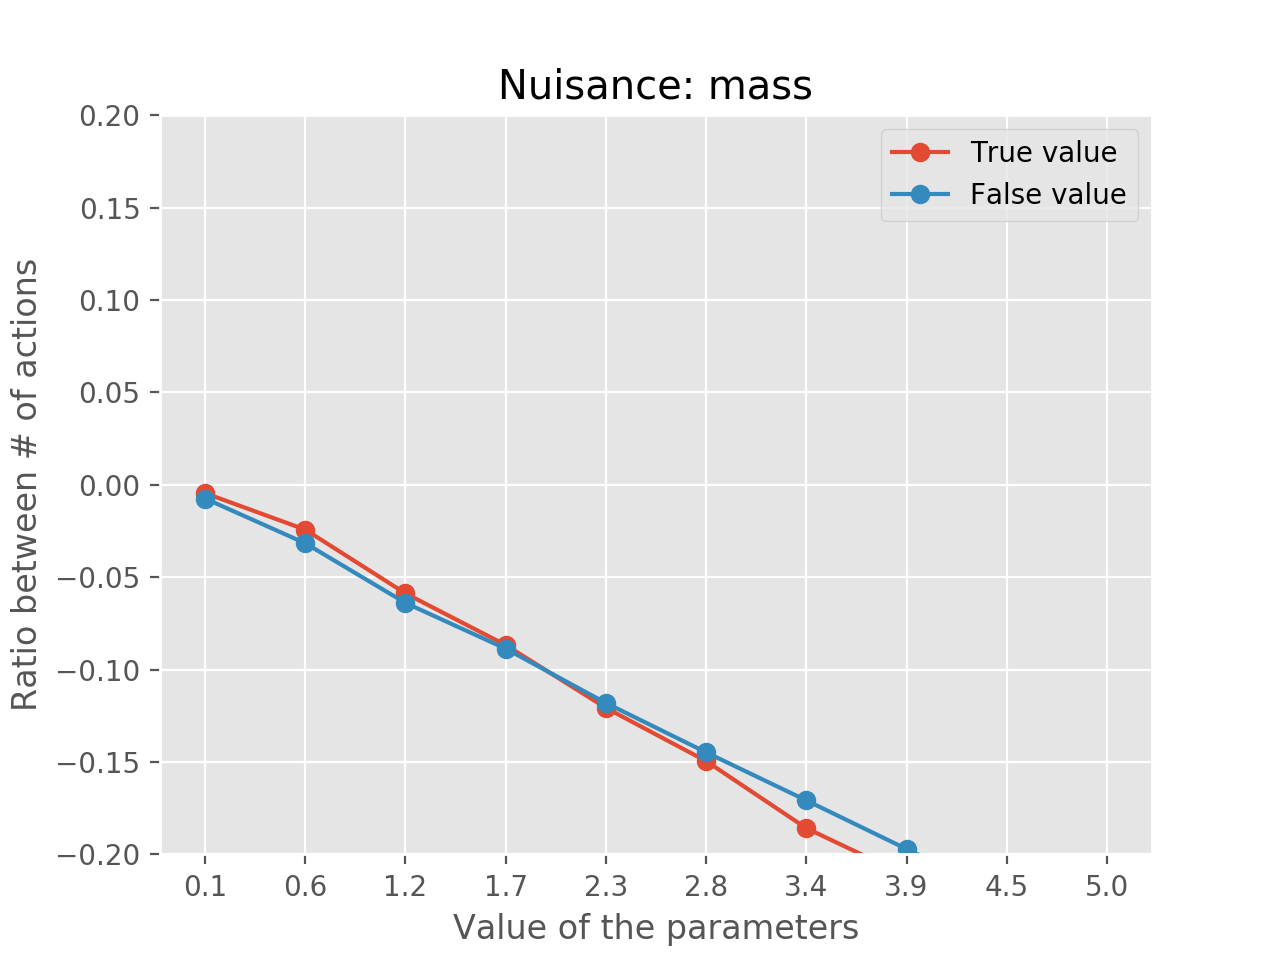 Nuisance: mass
True value
False value
Ratio between # of actions
0.20
0.15
0.10
0.05
0.00
−0.05
−0.10
−0.15
−0.20
0.1 0.6 1.2 1.7 2.3 2.8 3.4 3.9 4.5 5.0
Value of the parameters